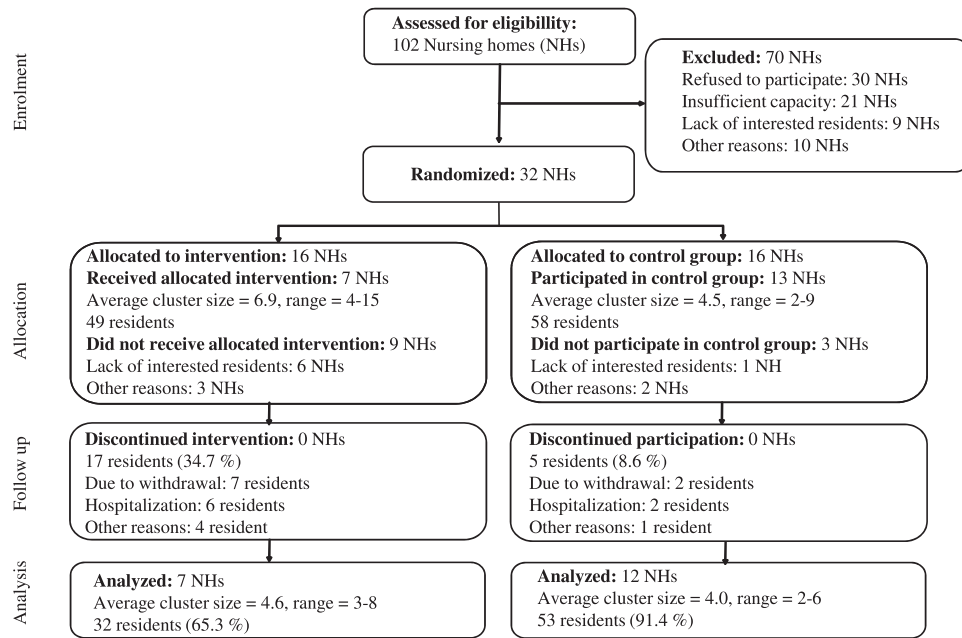 Enrolment
Assessed for eligibillity:
102 Nursing homes (NHs)
Excluded: 70 NHs
Refused to participate: 30 NHs
Insufficient capacity: 21 NHs
Lack of interested residents: 9 NHs
Other reasons: 10 NHs
Randomized: 32 NHs
Allocation
Allocated to intervention: 16 NHs
Received allocated intervention: 7 NHs
Average cluster size = 6.9, range = 4-15
49 residents
Did not receive allocated intervention: 9 NHs
Lack of interested residents: 6 NHs
Other reasons: 3 NHs
Allocated to control group: 16 NHs
Participated in control group: 13 NHs
Average cluster size = 4.5, range = 2-9
58 residents
Did not participate in control group: 3 NHs
Lack of interested residents: 1 NH
Other reasons: 2 NHs
Follow up
Discontinued intervention: 0 NHs
17 residents (34.7 %)
Due to withdrawal: 7 residents
Hospitalization: 6 residents
Other reasons: 4 resident
Discontinued participation: 0 NHs
5 residents (8.6 %)
Due to withdrawal: 2 residents
Hospitalization: 2 residents
Other reasons: 1 resident
Analysis
Analyzed: 7 NHs
Average cluster size = 4.6, range = 3-8
32 residents (65.3 %)
Analyzed: 12 NHs
Average cluster size = 4.0, range = 2-6
53 residents (91.4 %)